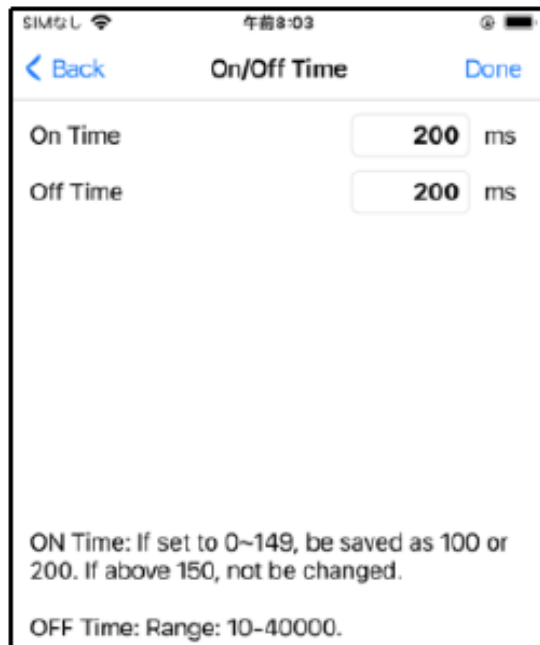 SIMなし 午前8:03
Back On/Off Time Done
On Time 200 ms
Off Time 200 ms
ON Time: If set to 0~149, be saved as 100 or
200. If above 150, not be changed.
OFF Time: Range: 10-40000.